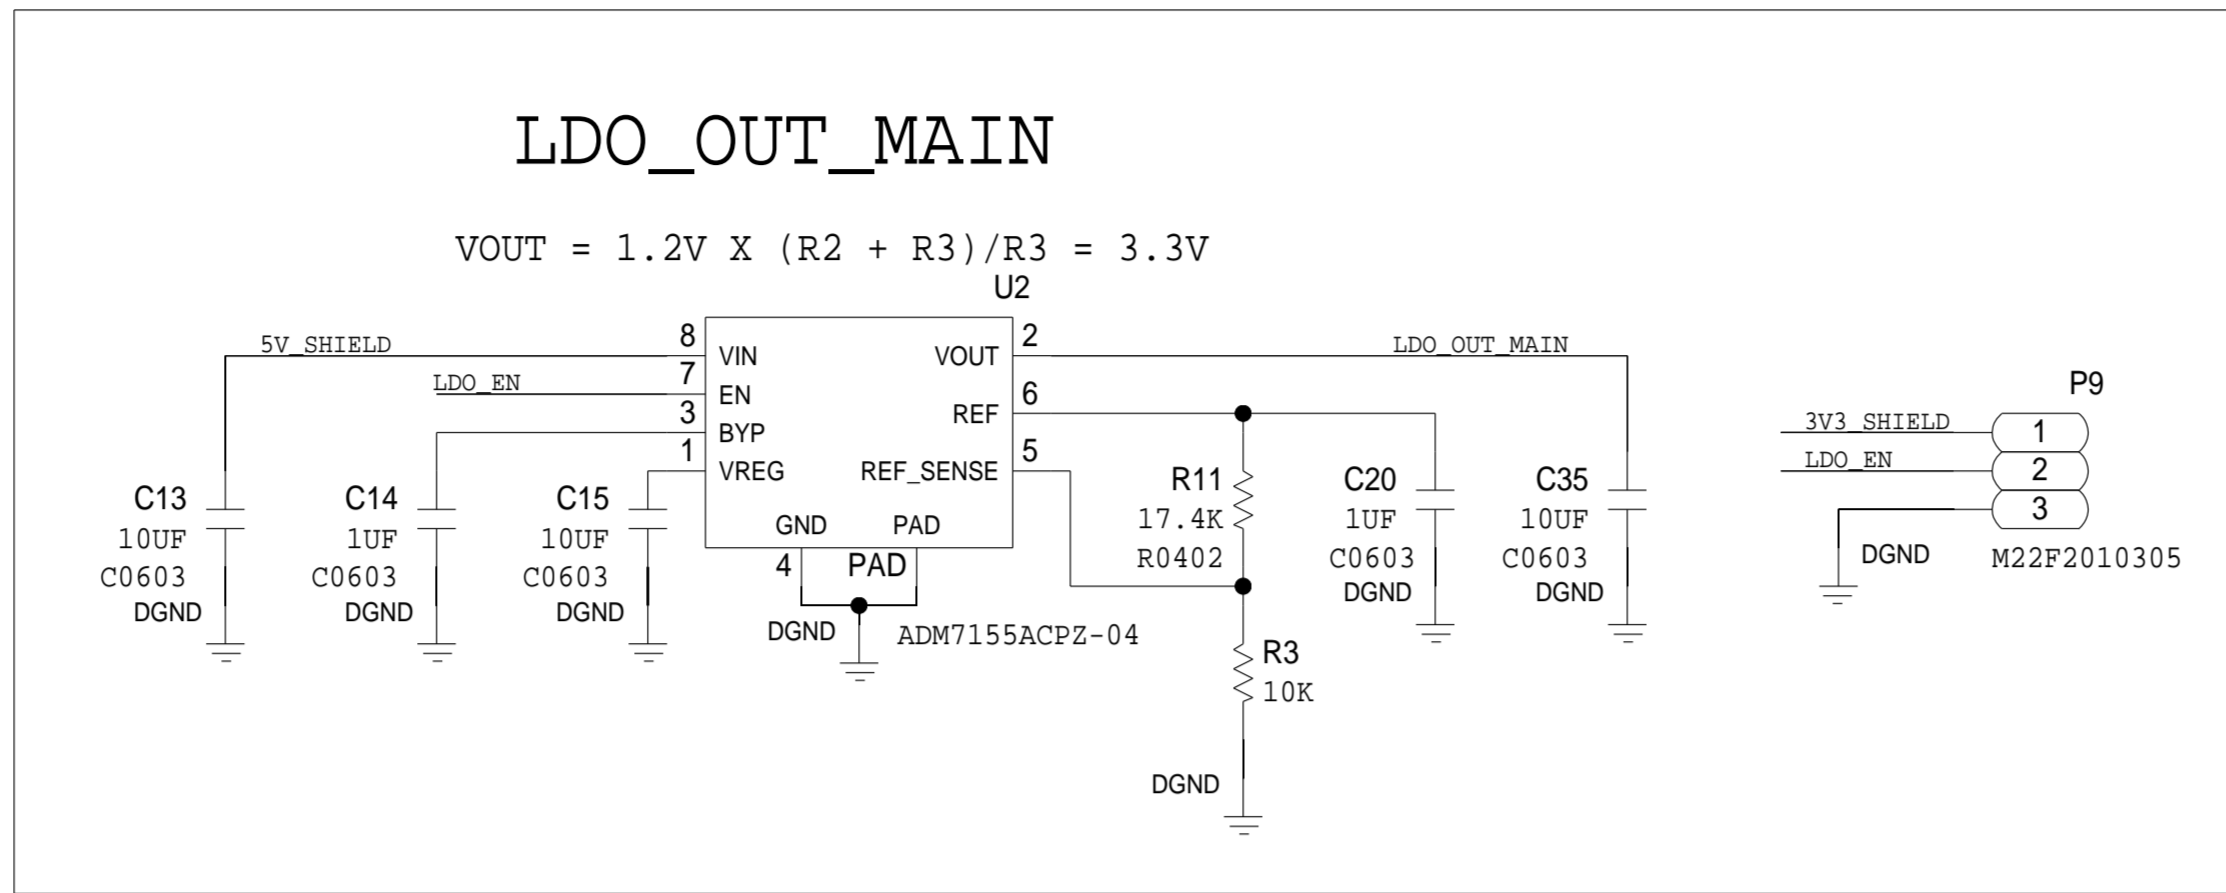 LDO_OUT_MAIN
VOUT = 1.2V X (R2 + R3)/R3 = 3.3V
U2
5V_SHIELD
8
VIN
VOUT
2
LDO_OUT_MAIN
LDO_EN
7
EN
3
BYP
REF
6
1
VREG
REF_SENSE
5
GND
PAD
4
PAD
DGND
ADM7155ACPZ-04
C13
10UF
C0603
DGND
C14
1UF
C0603
DGND
C15
10UF
C0603
DGND
R11
17.4K
R0402
R3
10K
DGND
C20
1UF
C0603
DGND
C35
10UF
C0603
DGND
P9
3V3_SHIELD
1
LDO_EN
2
3
DGND
M22F2010305